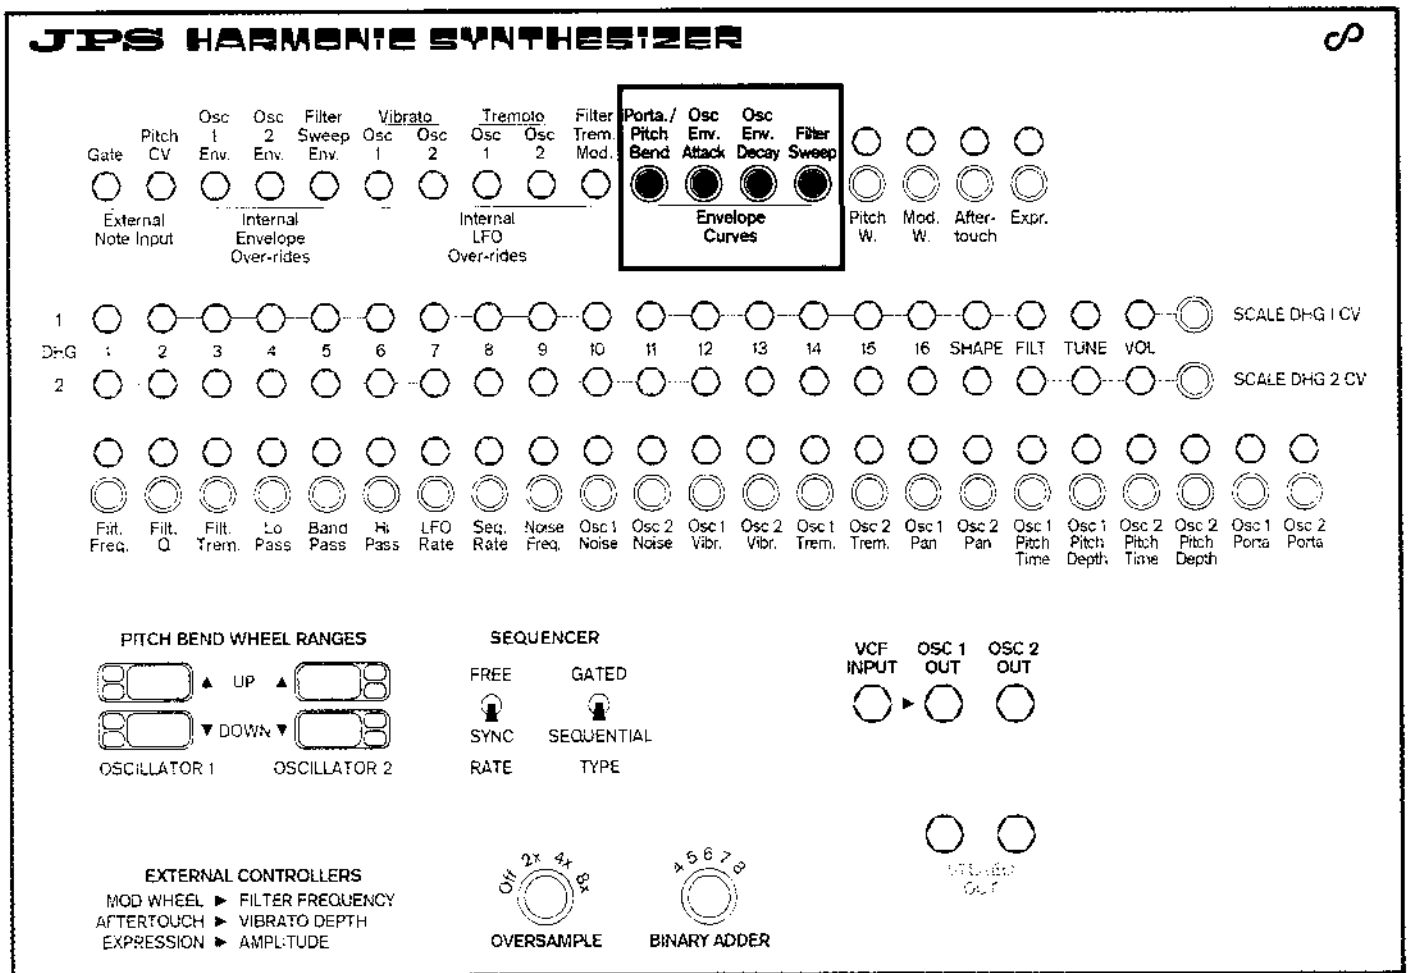 JPS HARMONIC SYNTHESIZER
Gate
Pitch CV
Osc 1 Env.
Osc 2 Env.
Filter Sweep Env.
Vibrato
Osc 1
Osc 2
Tremolo
Osc 1
Osc 2
Filter Trem. Mod.
Porta./ Pitch Bend
Osc Env. Attack
Osc Env. Decay
Filter Sweep
External Note Input
Internal Envelope Over-rides
Internal LFO Over-rides
Envelope Curves
Pitch W.
Mod. W.
After-touch
Expr.
1
SCALE DHG 1 CV
DHG 1 2 3 4 5 6 7 8 9 10 11 12 13 14 15 16 SHAPE FILT TUNE VOL
2
SCALE DHG 2 CV
Filt. Freq.
Filt. Q
Filt. Trem.
Lo Pass
Band Pass
Hi Pass
LFO Rate
Seq. Rate
Noise Freq.
Osc 1 Noise
Osc 2 Noise
Osc 1 Vibr.
Osc 2 Vibr.
Osc 1 Trem.
Osc 2 Trem.
Osc 1 Pan
Osc 2 Pan
Osc 1 Pitch Time
Osc 1 Pitch Depth
Osc 2 Pitch Time
Osc 2 Pitch Depth
Osc 1 Porta
Osc 2 Porta
PITCH BEND WHEEL RANGES
▲ UP ▲
▼ DOWN ▼
OSCILLATOR 1 OSCILLATOR 2
SEQUENCER
FREE GATED
SYNC SEQUENTIAL
RATE TYPE
VCF INPUT
OSC 1 OUT
OSC 2 OUT
STEREO OUT
EXTERNAL CONTROLLERS
MOD WHEEL ► FILTER FREQUENCY
AFTERTOUCH ► VIBRATO DEPTH
EXPRESSION ► AMPLITUDE
Off 2x 4x 8x
OVERSAMPLE
4 5 6 7 8
BINARY ADDER